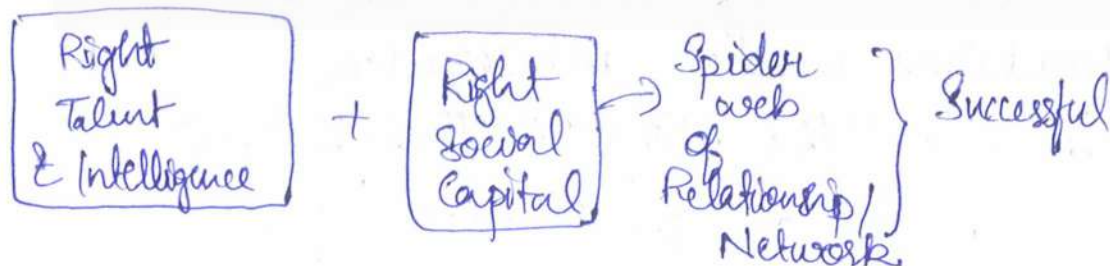 Right
Talent
& Intelligence
+
Right
Social
Capital
→
Spider
web
of
Relationship/
Network
Successful